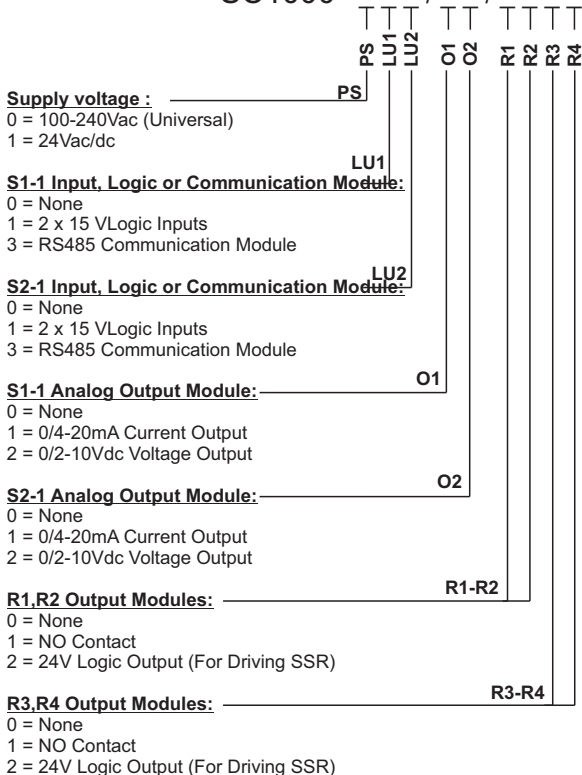 PS LU1 LU2 O1 O2 R1 R2 R3 R4
PS
Supply voltage :
0 = 100-240Vac (Universal)
1 = 24Vac/dc
LU1
S1-1 Input, Logic or Communication Module:
0 = None
1 = 2 x 15 VLogic Inputs
3 = RS485 Communication Module
LU2
S2-1 Input, Logic or Communication Module:
0 = None
1 = 2 x 15 VLogic Inputs
3 = RS485 Communication Module
O1
S1-1 Analog Output Module:
0 = None
1 = 0/4-20mA Current Output
2 = 0/2-10Vdc Voltage Output
O2
S2-1 Analog Output Module:
0 = None
1 = 0/4-20mA Current Output
2 = 0/2-10Vdc Voltage Output
R1-R2
R1,R2 Output Modules:
0 = None
1 = NO Contact
2 = 24V Logic Output (For Driving SSR)
R3-R4
R3,R4 Output Modules:
0 = None
1 = NO Contact
2 = 24V Logic Output (For Driving SSR)